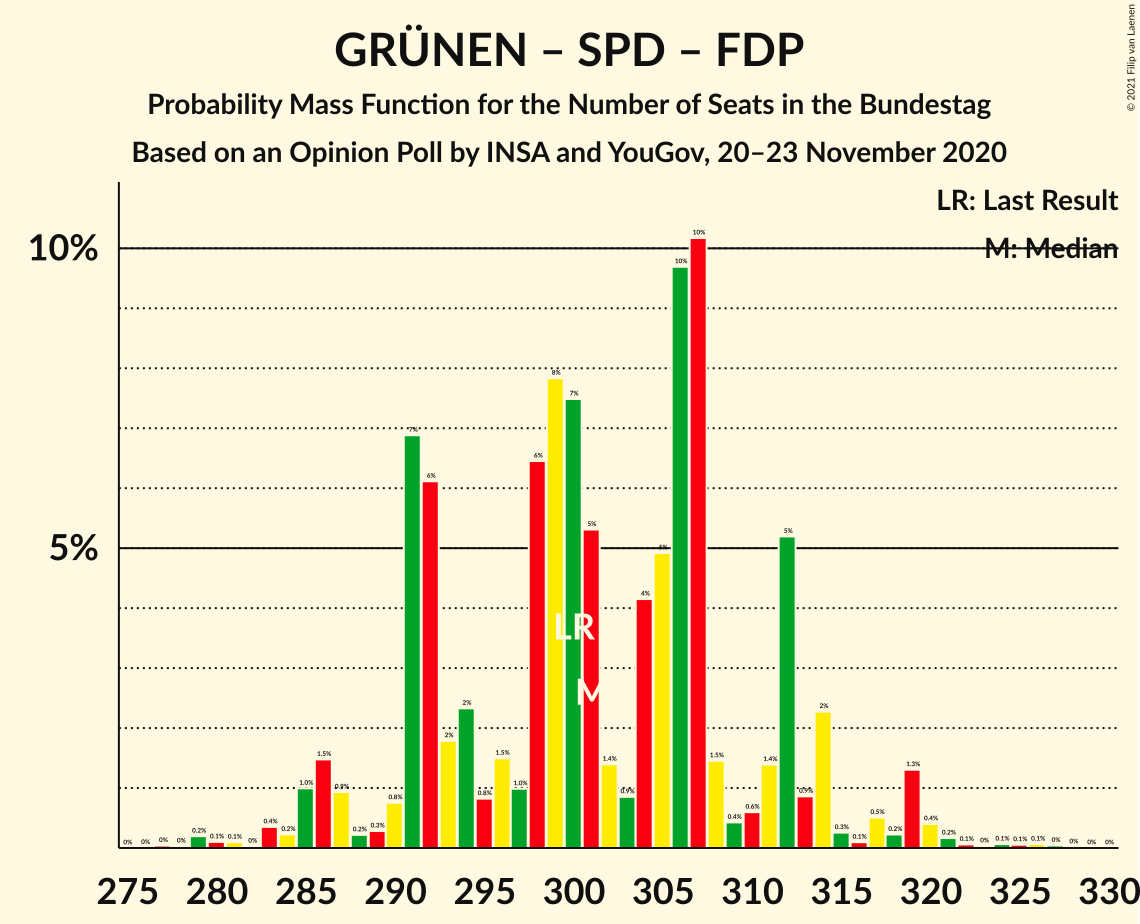 GRÜNEN – SPD – FDP
Probability Mass Function for the Number of Seats in the Bundestag
Based on an Opinion Poll by INSA and YouGov, 20–23 November 2020
© 2021 Filip van Laenen
LR: Last Result
M: Median
10%
5%
0% 0% 0% 0% 0.2% 0.1% 0.1% 0% 0.4% 0.2% 1.0% 1.5% 0.9% 0.2% 0.3% 0.8% 7% 6% 2% 2% 0.8% 1.5% 1.0% 6% 8% 7% 5% 1.4% 0.9% 4% 5% 10% 10% 1.5% 0.4% 0.6% 1.4% 5% 0.9% 2% 0.3% 0.1% 0.5% 0.2% 1.3% 0.4% 0.2% 0.1% 0% 0.1% 0.1% 0.1% 0% 0% 0% 0%
LR
M
275 280 285 290 295 300 305 310 315 320 325 330